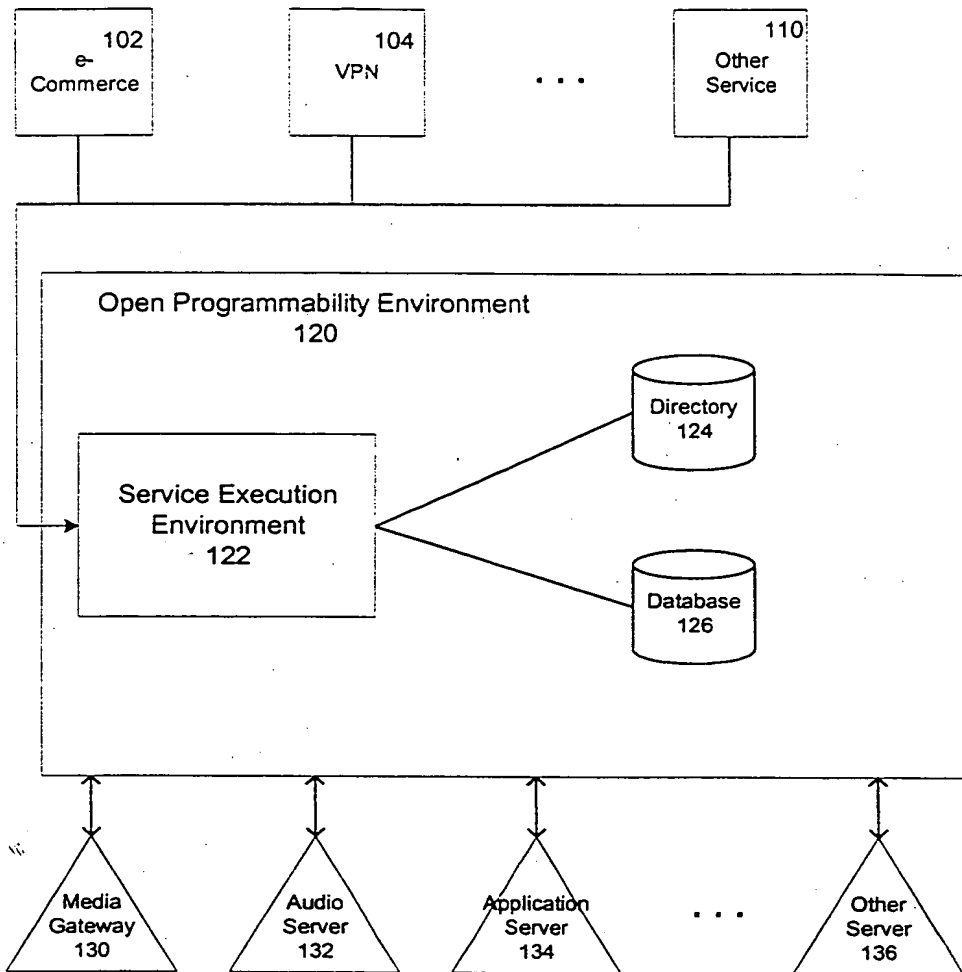 102
e-
Commerce
104
VPN
. . .
110
Other
Service
Open Programmability Environment
120
Directory
124
Service Execution
Environment
122
Database
126
Media
Gateway
130
Audio
Server
132
Application
Server
134
. . .
Other
Server
136